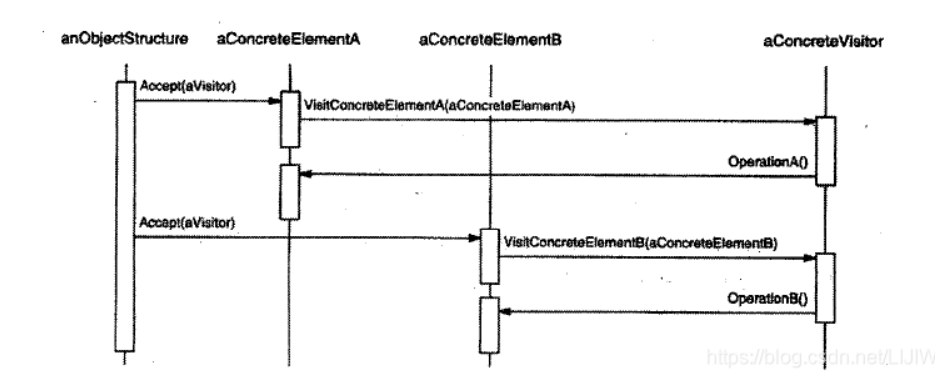 anObjectStructure aConcreteElementA aConcreteElementB aConcreteVisitor
Accept(aVisitor)
VisitConcreteElementA(aConcreteElementA)
OperationA()
Accept(aVisitor)
VisitConcreteElementB(aConcreteElementB)
OperationB()
https://blog.csdn.net/LIJIW